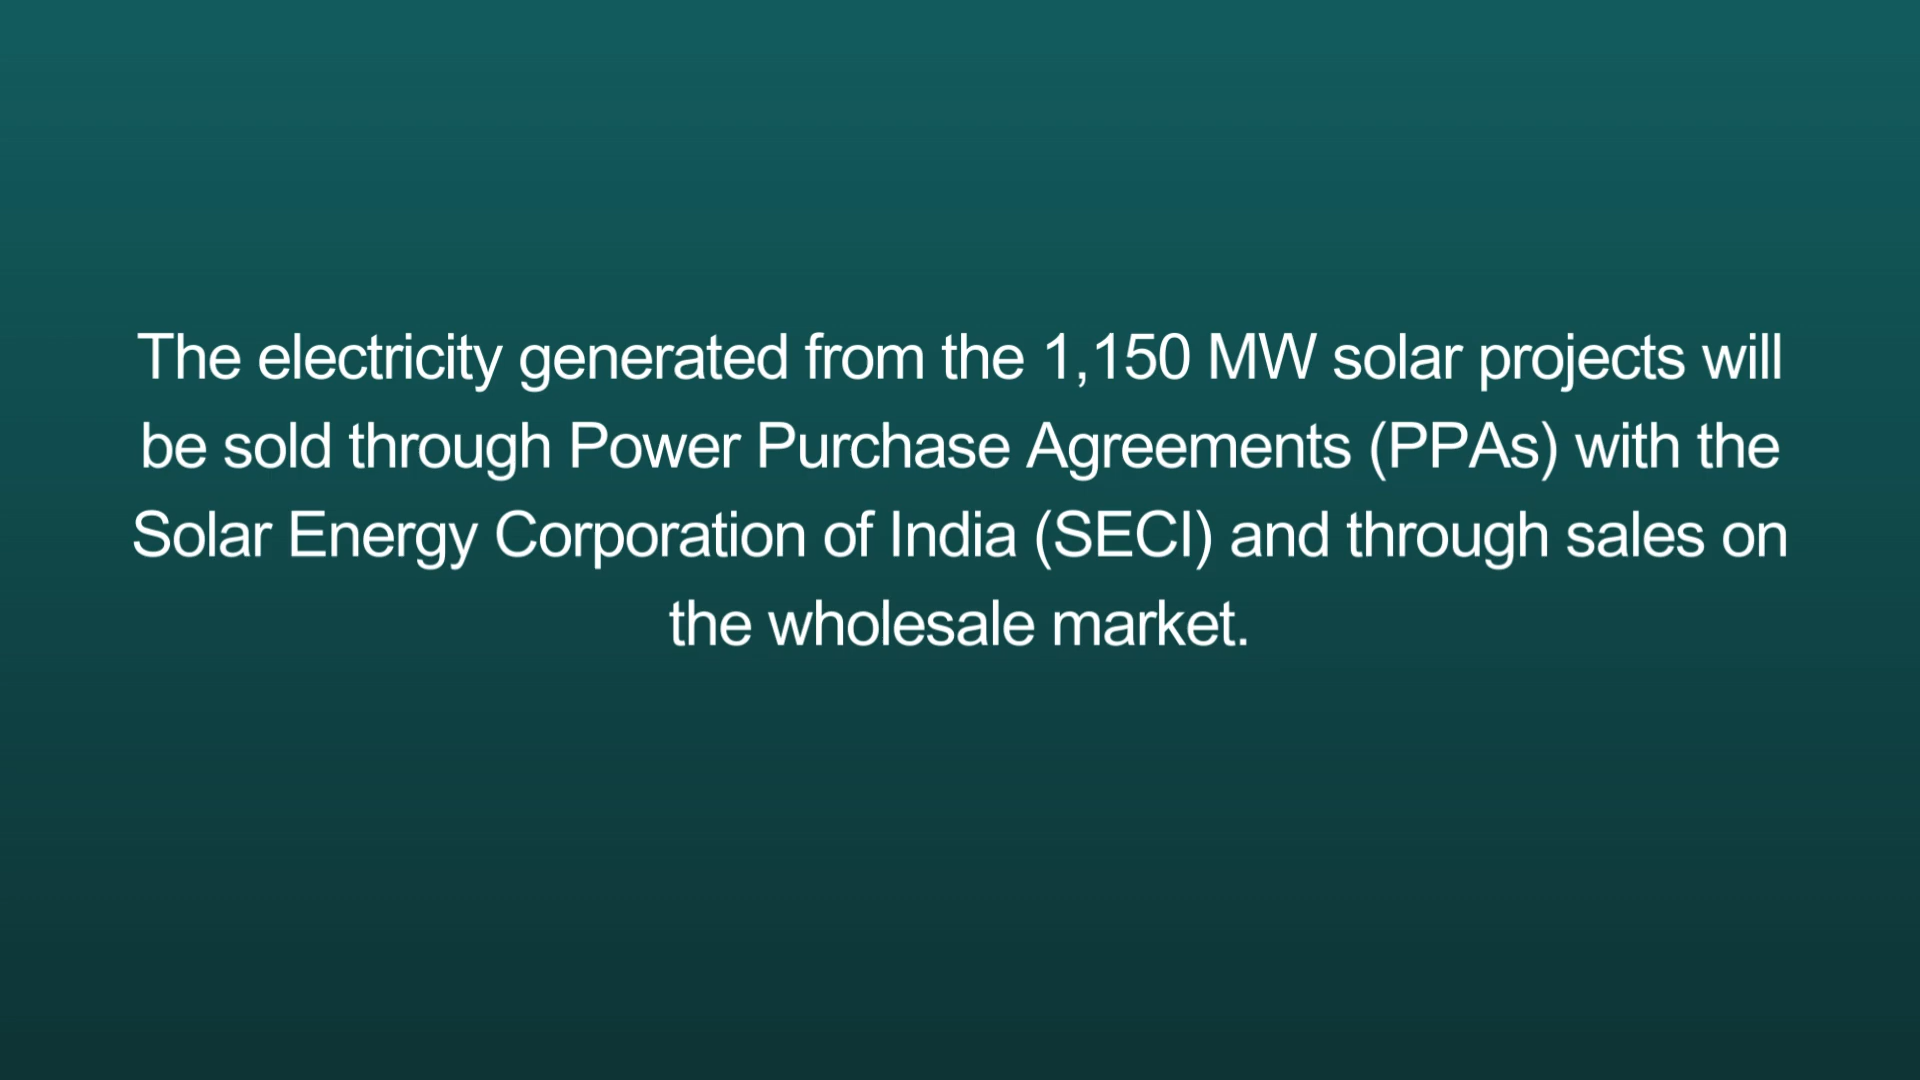 The electricity generated from the 1,150 MW solar projects will
be sold through Power Purchase Agreements (PPAs) with the
Solar Energy Corporation of India (SECI) and through sales on
the wholesale market.